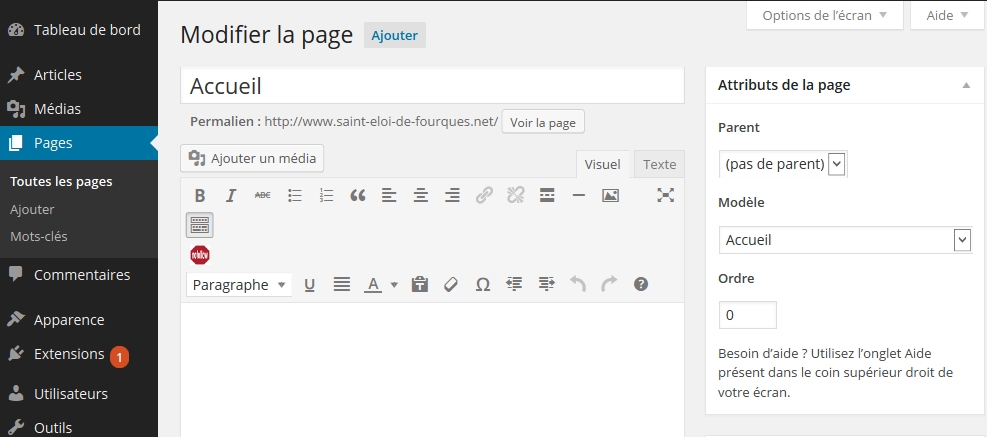 Tableau de bord
Articles
Médias
Pages
Toutes les pages
Ajouter
Mots-clés
Commentaires
Apparence
Extensions 1
Utilisateurs
Outils
Options de l'écran
Aide
Modifier la page Ajouter
Accueil
Permalien : http://www.saint-eloi-de-fourques.net/ Voir la page
Ajouter un média
Visuel Texte
B I ABC
Paragraphe U A T Ω ?
Attributs de la page
Parent
(pas de parent)
Modèle
Accueil
Ordre
0
Besoin d'aide ? Utilisez l'onglet Aide
présent dans le coin supérieur droit de
votre écran.